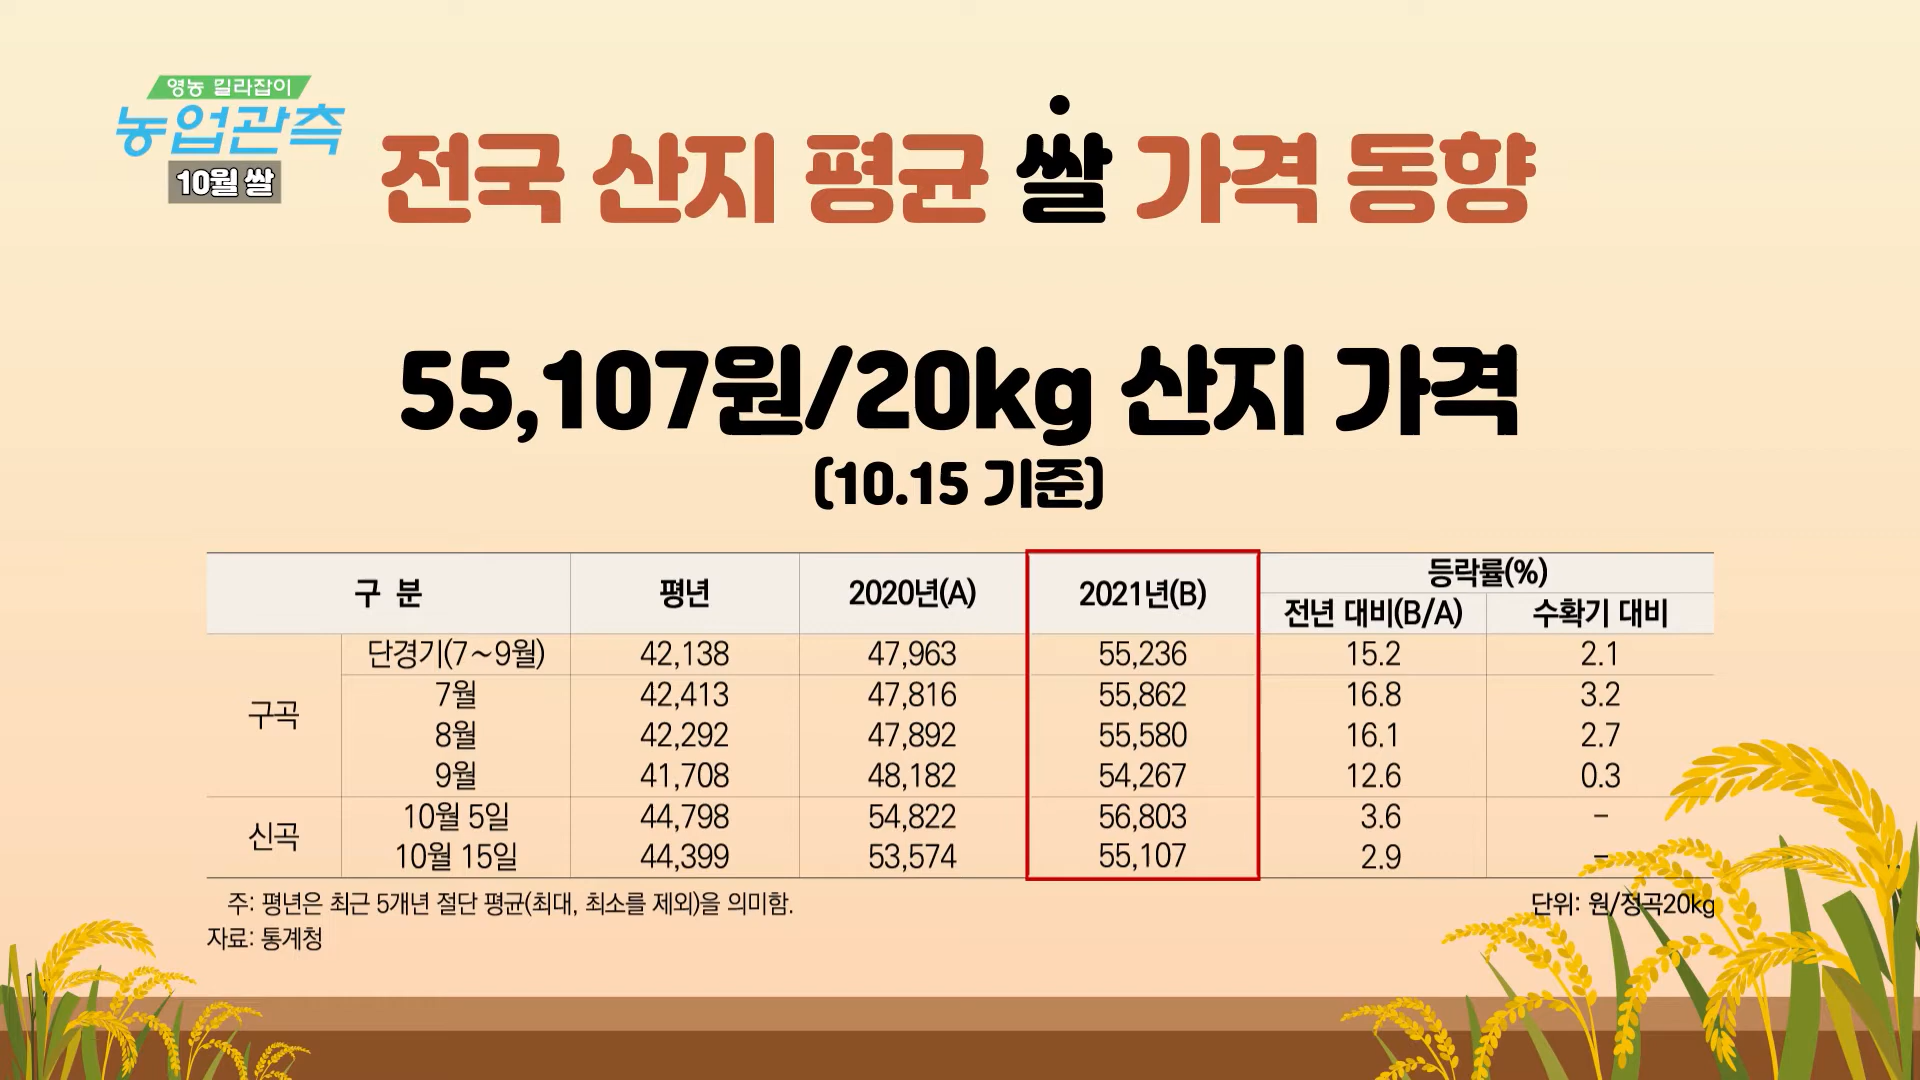 영농 길라잡이
농업관측
10월 쌀
전국 산지 평균 쌀 가격 동향
55,107원/20kg 산지 가격
(10.15 기준)
구 분 평년 2020년(A) 2021년(B) 등락률(%)
전년 대비(B/A) 수확기 대비
구곡 단경기(7~9월) 42,138 47,963 55,236 15.2 2.1
7월 42,413 47,816 55,862 16.8 3.2
8월 42,292 47,892 55,580 16.1 2.7
9월 41,708 48,182 54,267 12.6 0.3
신곡 10월 5일 44,798 54,822 56,803 3.6 –
10월 15일 44,399 53,574 55,107 2.9 –
주: 평년은 최근 5개년 절단 평균(최대, 최소를 제외)을 의미함. 단위: 원/정곡20kg
자료: 통계청